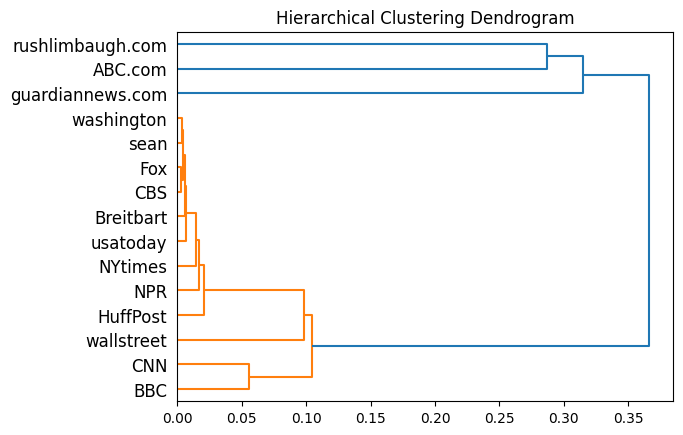 Hierarchical Clustering Dendrogram
rushlimbaugh.com
ABC.com
guardiannews.com
washington
sean
Fox
CBS
Breitbart
usatoday
NYtimes
NPR
HuffPost
wallstreet
CNN
BBC
0.00 0.05 0.10 0.15 0.20 0.25 0.30 0.35